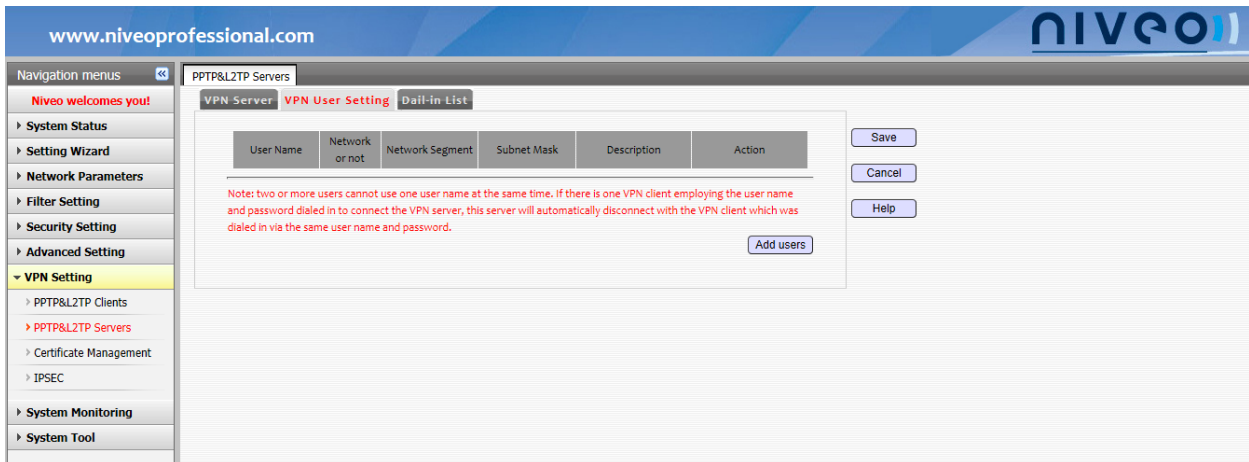 www.niveoprofessional.com
niveo
Navigation menus
Niveo welcomes you!
System Status
Setting Wizard
Network Parameters
Filter Setting
Security Setting
Advanced Setting
VPN Setting
PPTP&L2TP Clients
PPTP&L2TP Servers
Certificate Management
IPSEC
System Monitoring
System Tool
PPTP&L2TP Servers
VPN Server VPN User Setting Dail-in List
User Name Network or not Network Segment Subnet Mask Description Action
Note: two or more users cannot use one user name at the same time. If there is one VPN client employing the user name
and password dialed in to connect the VPN server, this server will automatically disconnect with the VPN client which was
dialed in via the same user name and password.
Add users
Save
Cancel
Help